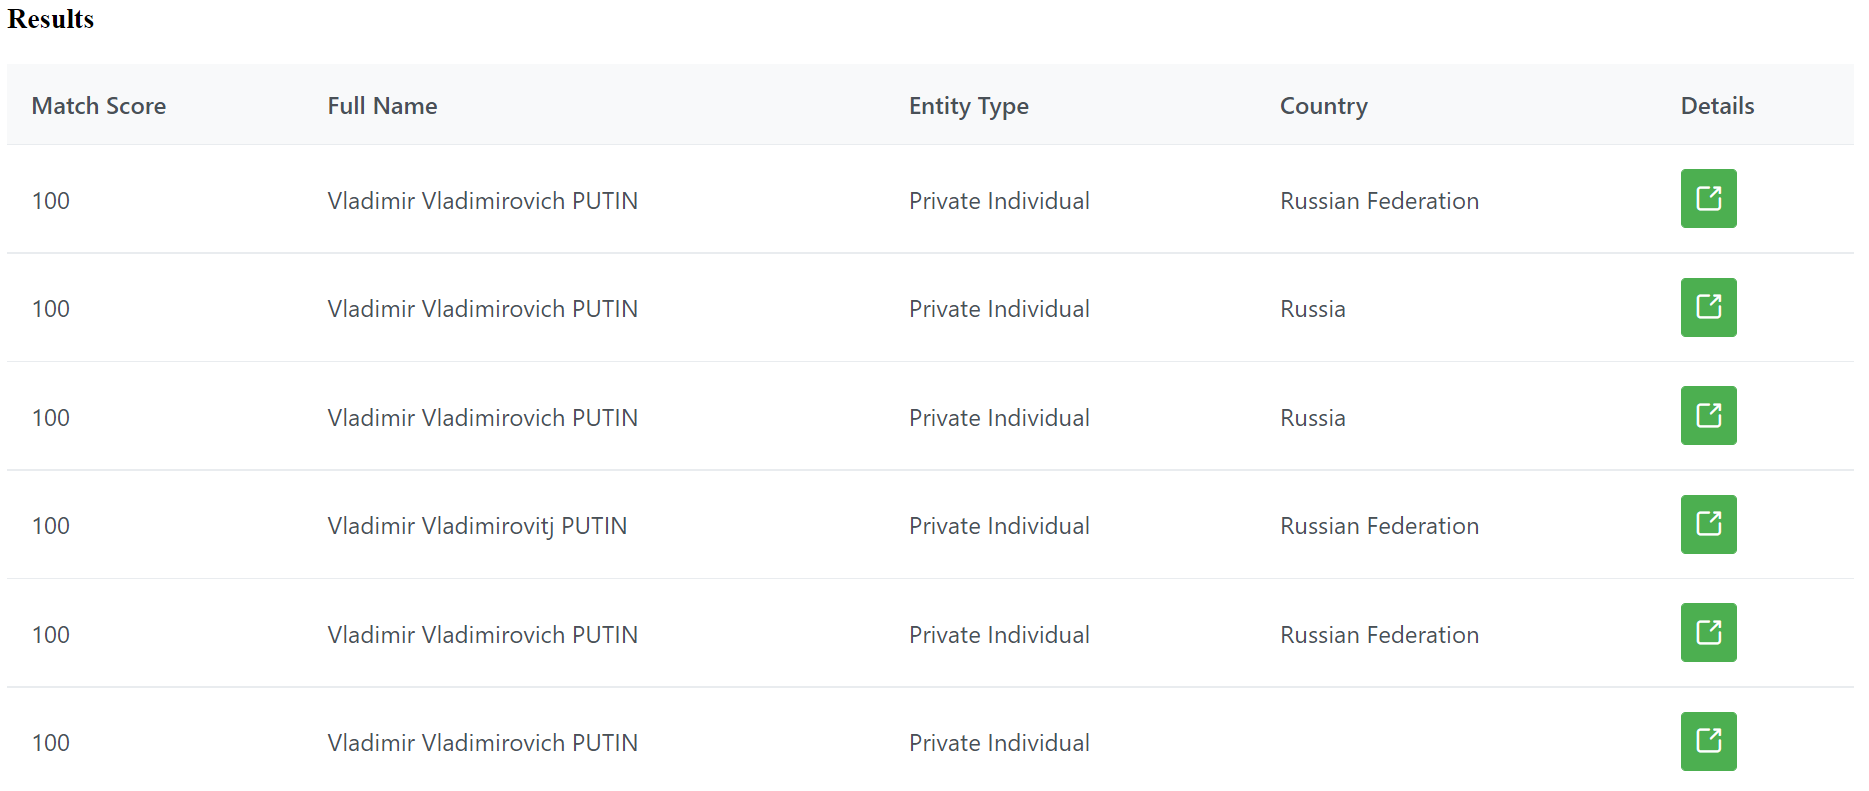 Results
Match Score Full Name Entity Type Country Details
100 Vladimir Vladimirovich PUTIN Private Individual Russian Federation
100 Vladimir Vladimirovich PUTIN Private Individual Russia
100 Vladimir Vladimirovich PUTIN Private Individual Russia
100 Vladimir Vladimirovitj PUTIN Private Individual Russian Federation
100 Vladimir Vladimirovich PUTIN Private Individual Russian Federation
100 Vladimir Vladimirovich PUTIN Private Individual